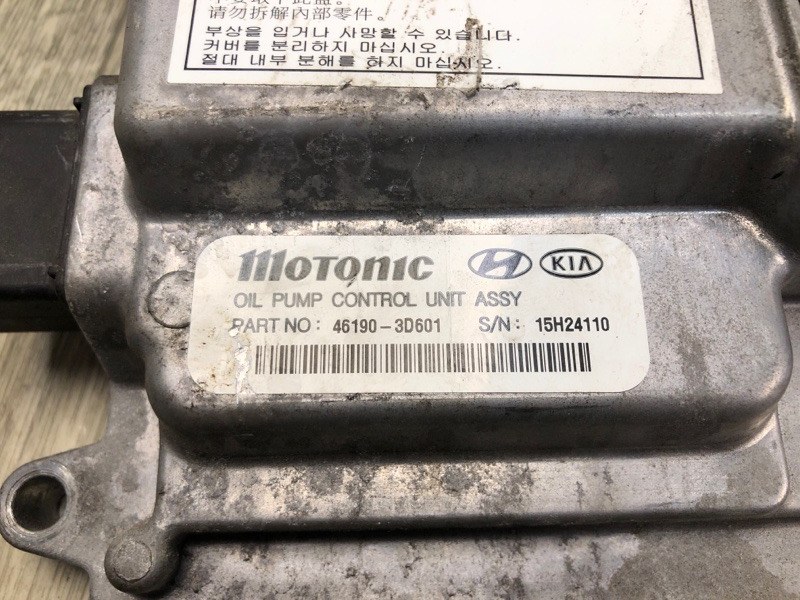 请勿拆解內部零件.
부상을 입거나 사망할 수 있습니다.
커버를 분리하지 마십시오.
절대 내부 분해를 하지 마십시오.
MOTONIC KIA
OIL PUMP CONTROL UNIT ASSY
PART NO: 46190-3D601 S/N: 15H24110